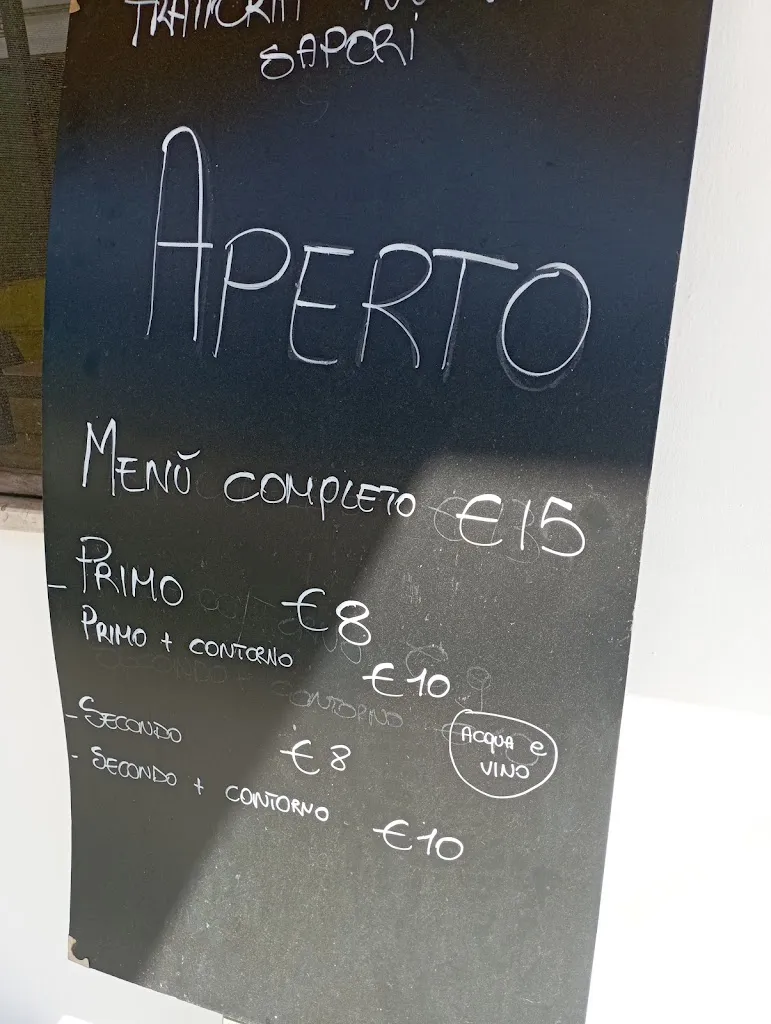 SAPORI
APERTO
MENÙ COMPLETO €15
- PRIMO €8
PRIMO + CONTORNO €10
- SECONDO €8
- SECONDO + CONTORNO €10
ACQUA e
VINO